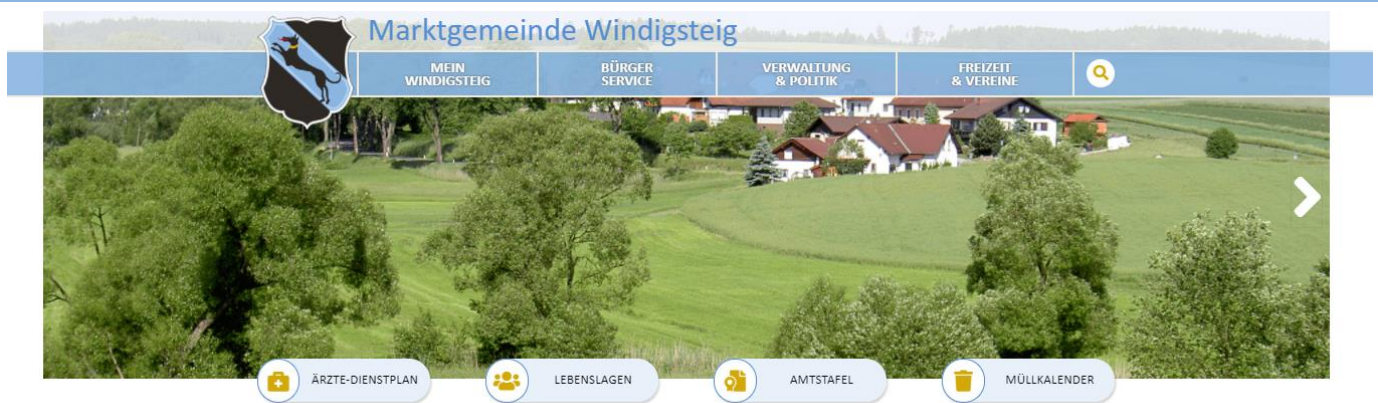 Marktgemeinde Windigsteig
MEIN
WINDIGSTEIG
BÜRGER
SERVICE
VERWALTUNG
& POLITIK
FREIZEIT
& VEREINE
ÄRZTE-DIENSTPLAN
LEBENSLAGEN
AMTSTAFEL
MÜLLKALENDER